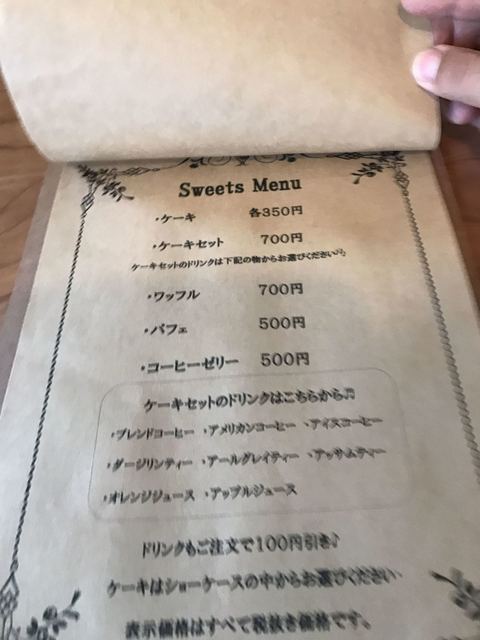 Sweets Menu
・ケーキ 各350円
・ケーキセット 700円
ケーキセットのドリンクは下記の物からお選びください♫
・ワッフル 700円
・パフェ 500円
・コーヒーゼリー 500円
ケーキセットのドリンクはこちらから♫
・ブレンドコーヒー ・アメリカンコーヒー ・アイスコーヒー
・ダージリンティー ・アールグレイティー ・アッサムティー
・オレンジジュース ・アップルジュース
ドリンクもご注文で100円引き♪
ケーキはショーケースの中からお選びください
表示価格はすべて税抜き価格です。